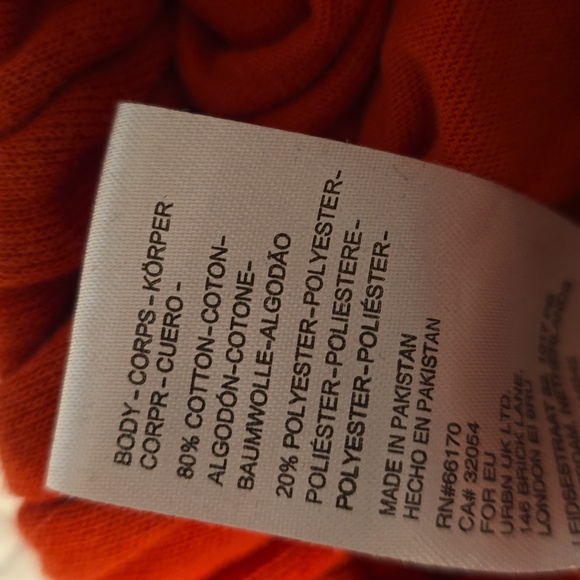 BODY-CORPS-KÖRPER
CORPR-CUERO-
80% COTTON-COTON-
ALGODÓN-COTONE-
BAUMWOLLE-ALGODÃO
20% POLYESTER-POLYESTER-
POLIÉSTER-POLIESTERE-
POLYESTER-POLIÉSTER-
MADE IN PAKISTAN
HECHO EN PAKISTAN
RN#66170
CA# 32054
FOR EU
URBN UK LTD.
146 BRICK LANE,
LONDON EI 6RU
LEIDSESTRAAT